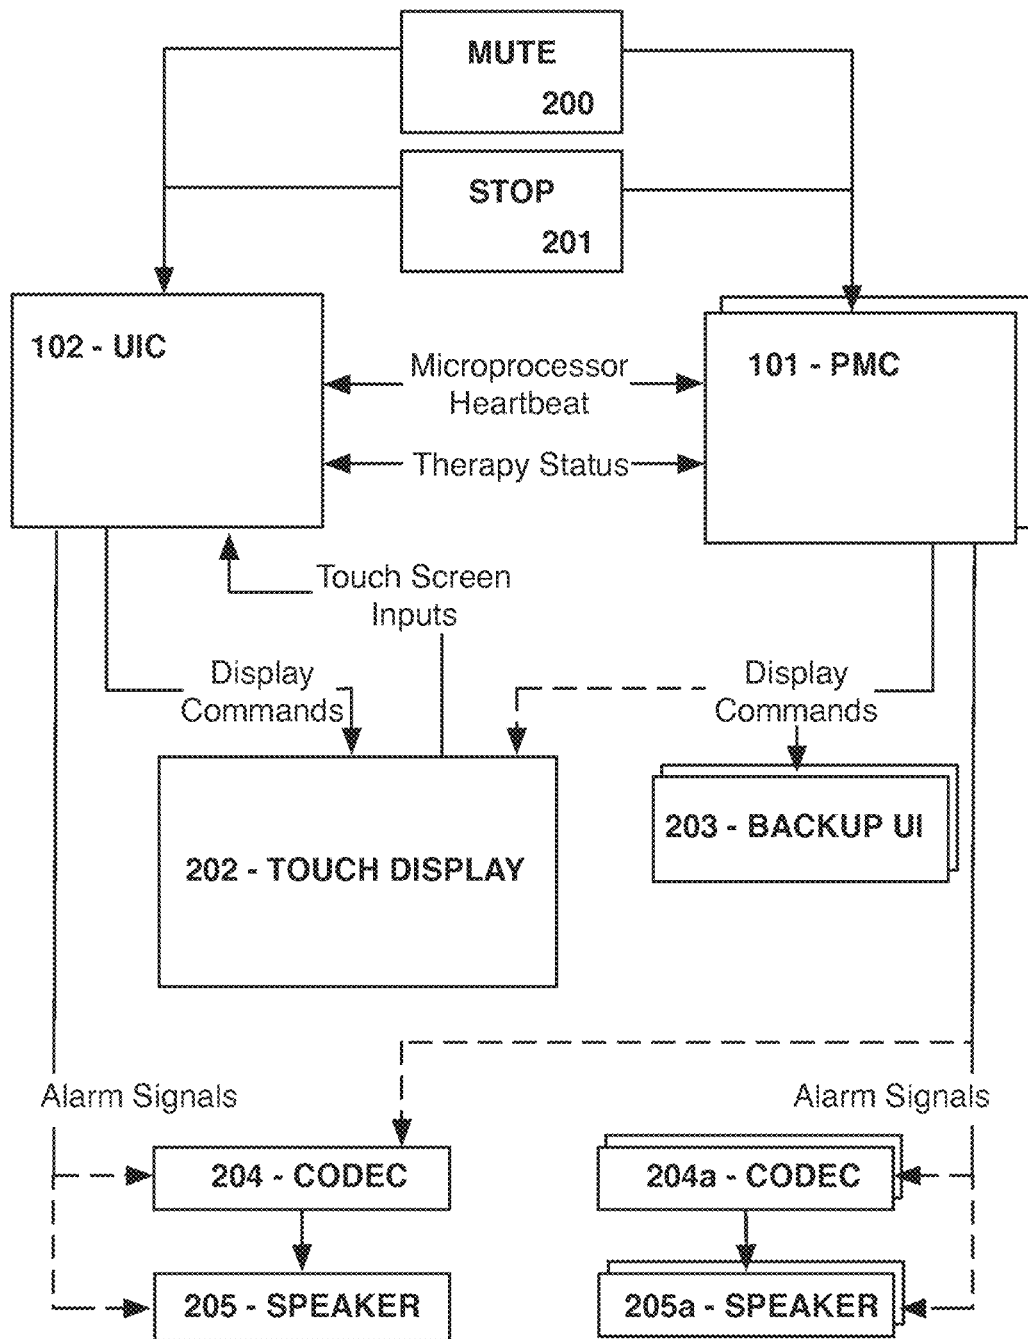 MUTE
200
STOP
201
102 - UIC
101 - PMC
Microprocessor
Heartbeat
Therapy Status
Touch Screen
Inputs
Display
Commands
Display
Commands
203 - BACKUP UI
202 - TOUCH DISPLAY
Alarm Signals
Alarm Signals
204 - CODEC
204a - CODEC
205 - SPEAKER
205a - SPEAKER